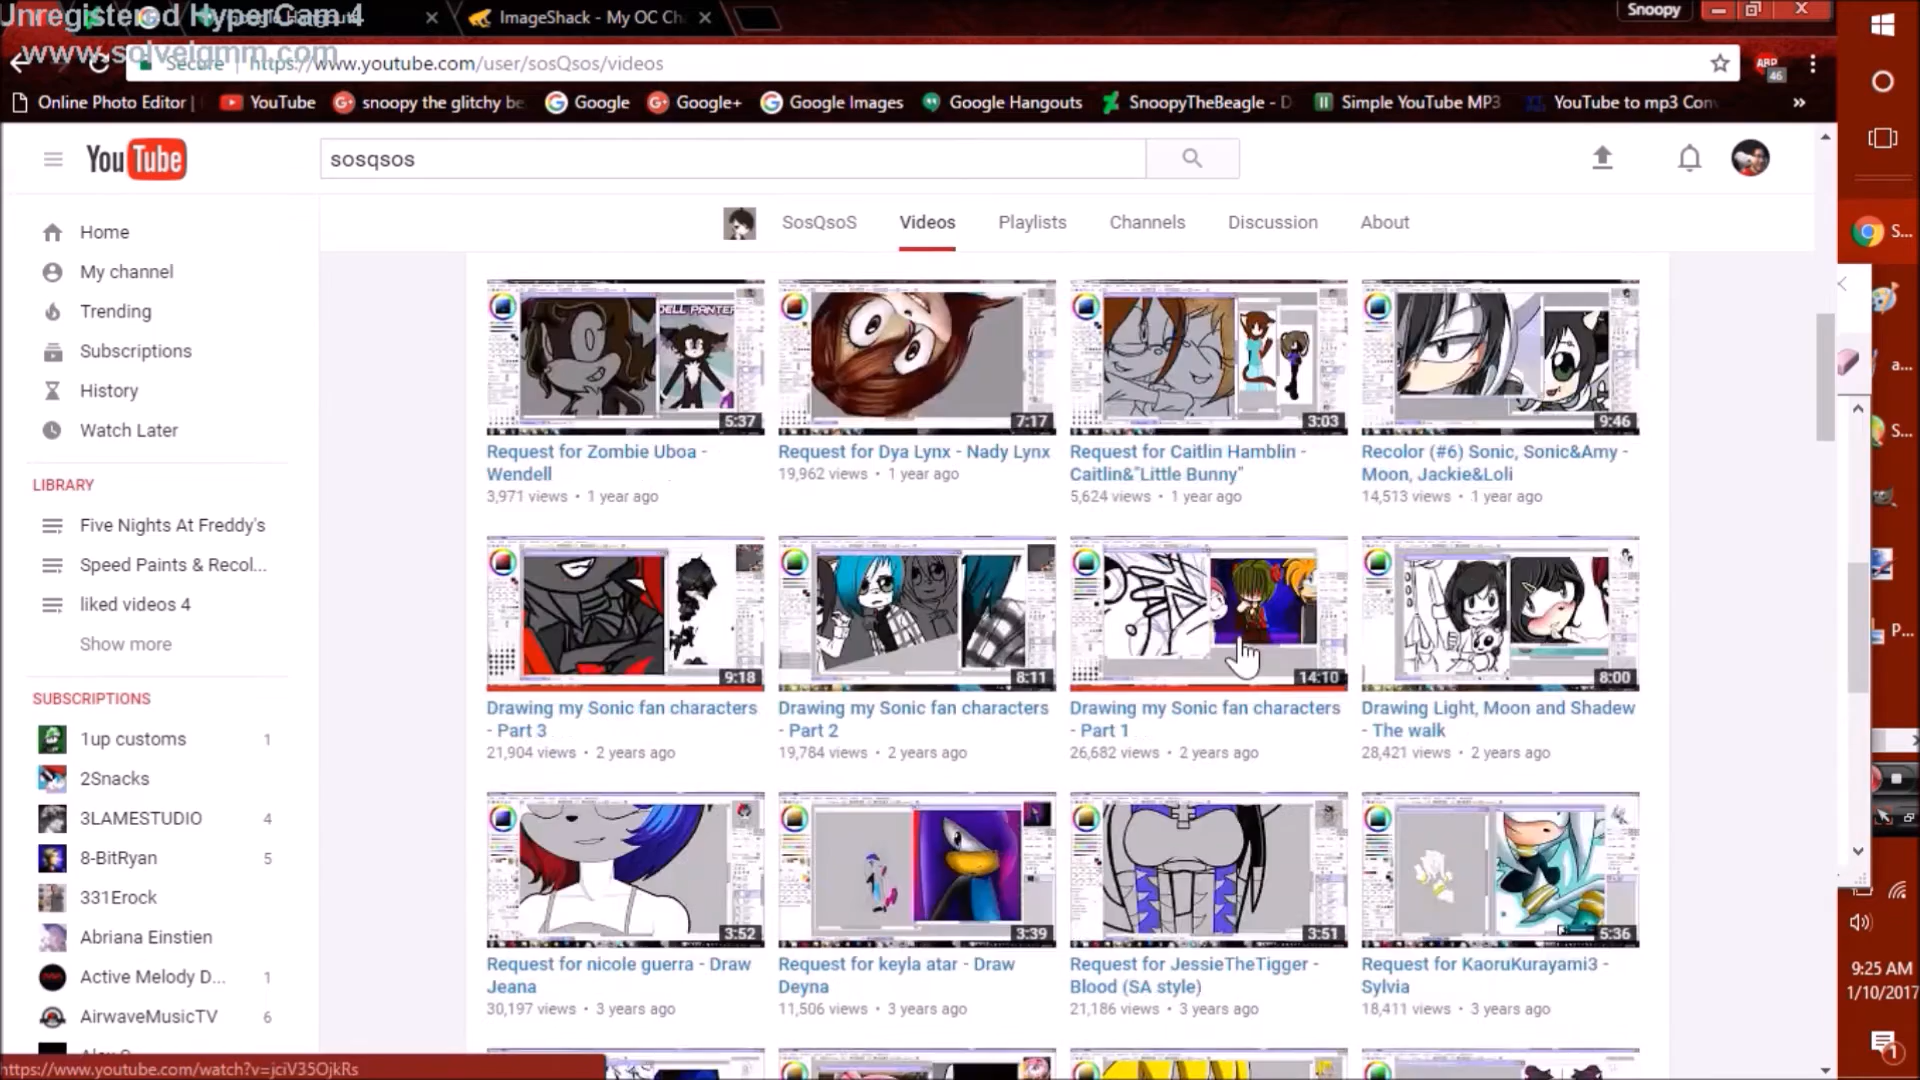 Unregistered HyperCam 4
www.solveigmm.com
ImageShack - My OC Ch
Snoopy
Secure
https://www.youtube.com/user/sosQsos/videos
ABP
46
Online Photo Editor |
YouTube
snoopy the glitchy be
Google
Google+
Google Images
Google Hangouts
SnoopyTheBeagle - D
Simple YouTube MP3
YouTube to mp3 Con
»
YouTube
sosqsos
SosQsoS
Videos
Playlists
Channels
Discussion
About
Home
My channel
Trending
Subscriptions
History
Watch Later
LIBRARY
Five Nights At Freddy's
Speed Paints & Recol...
liked videos 4
Show more
SUBSCRIPTIONS
1up customs 1
2Snacks
3LAMESTUDIO 4
8-BitRyan 5
331Erock
Abriana Einstien
Active Melody D... 1
AirwaveMusicTV 6
5:37
7:17
3:03
9:46
Request for Zombie Uboa -
Wendell
3,971 views • 1 year ago
Request for Dya Lynx - Nady Lynx
19,962 views • 1 year ago
Request for Caitlin Hamblin -
Caitlin&"Little Bunny"
5,624 views • 1 year ago
Recolor (#6) Sonic, Sonic&Amy -
Moon, Jackie&Loli
14,513 views • 1 year ago
9:18
8:11
14:10
8:00
Drawing my Sonic fan characters
- Part 3
21,904 views • 2 years ago
Drawing my Sonic fan characters
- Part 2
19,784 views • 2 years ago
Drawing my Sonic fan characters
- Part 1
26,682 views • 2 years ago
Drawing Light, Moon and Shadew
- The walk
28,421 views • 2 years ago
3:52
3:39
3:51
5:36
Request for nicole guerra - Draw
Jeana
30,197 views • 3 years ago
Request for keyla atar - Draw
Deyna
11,506 views • 3 years ago
Request for JessieTheTigger -
Blood (SA style)
21,186 views • 3 years ago
Request for KaoruKurayami3 -
Sylvia
18,411 views • 3 years ago
https://www.youtube.com/watch?v=jciV35OjkRs
S...
a...
S...
P...
9:25 AM
1/10/2017
1